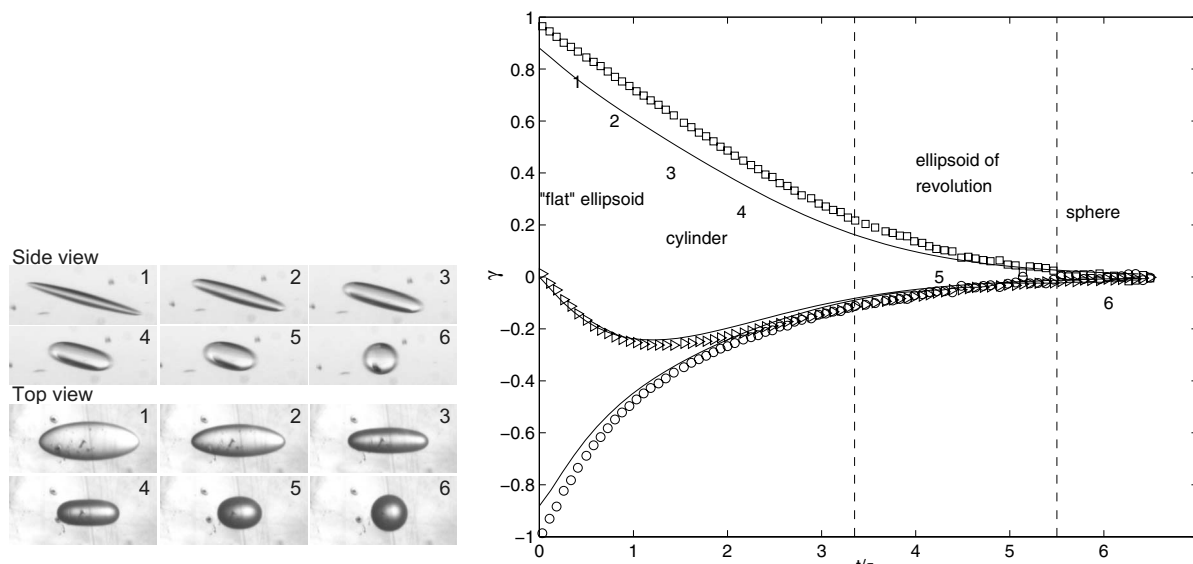 Side view
1 2 3
4 5 6
Top view
1 2 3
4 5 6
1
0.8
0.6
0.4
0.2
0
-0.2
-0.4
-0.6
-0.8
-1
γ
1
2
3
4
"flat" ellipsoid
cylinder
ellipsoid of
revolution
sphere
5
5
6
0 1 2 3 4 5 6